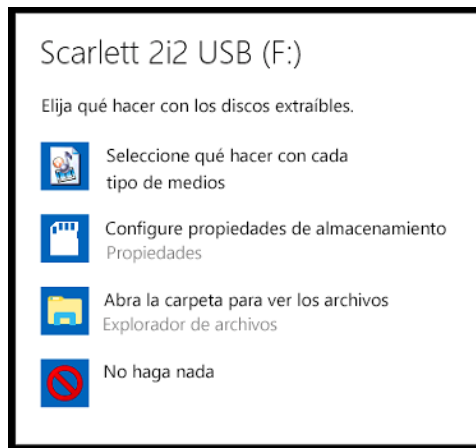 Scarlett 2i2 USB (F:)
Elija qué hacer con los discos extraíbles.
Seleccione qué hacer con cada
tipo de medios
Configure propiedades de almacenamiento
Propiedades
Abra la carpeta para ver los archivos
Explorador de archivos
No haga nada